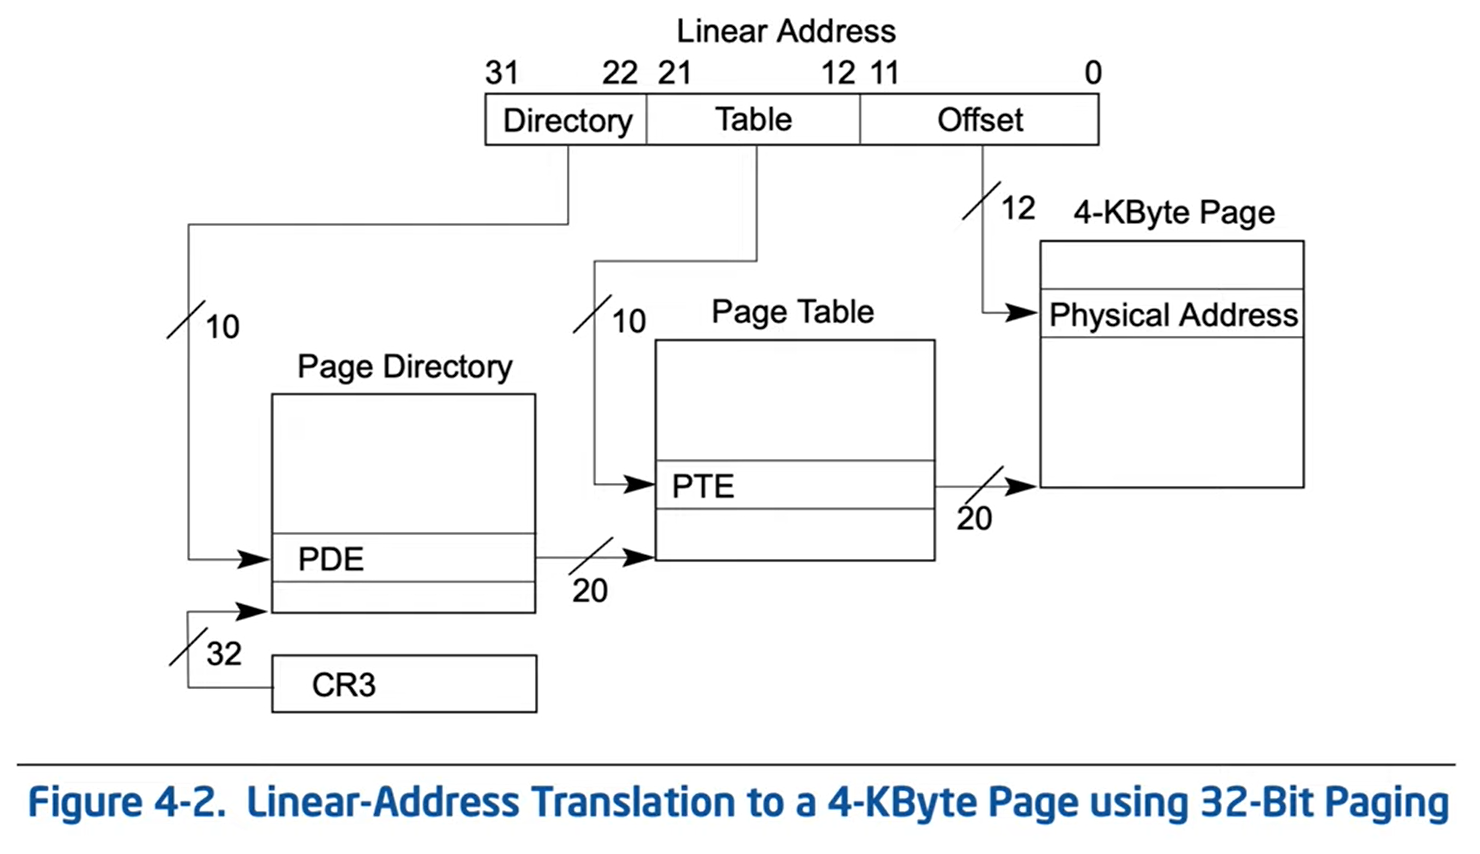 Linear Address
31 22 21 12 11 0
Directory Table Offset
12
4-KByte Page
10
10
Page Table
Physical Address
Page Directory
PTE
20
PDE
20
32
CR3
Figure 4-2. Linear-Address Translation to a 4-KByte Page using 32-Bit Paging